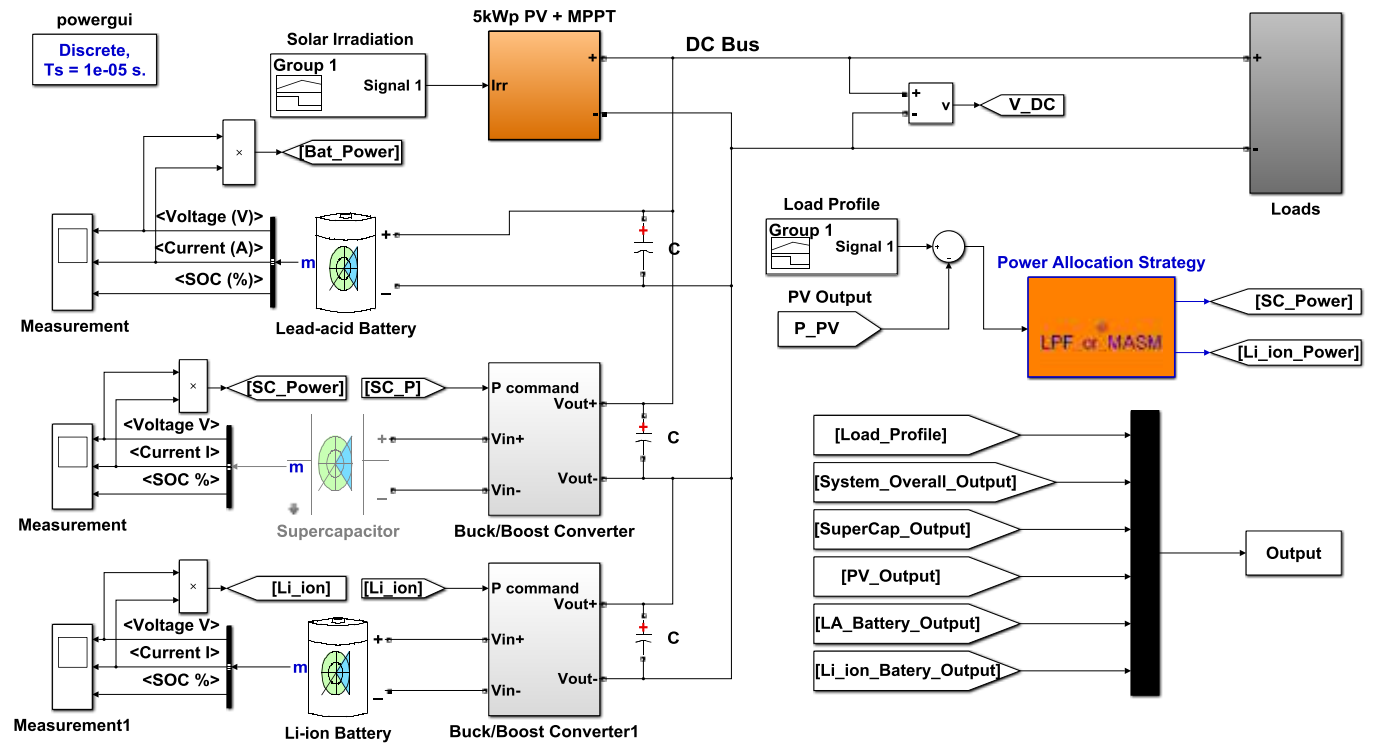 powergui
Discrete,
Ts = 1e-05 s.
Solar Irradiation
Group 1
Signal 1
5kWp PV + MPPT
Irr
+
-
DC Bus
+
-
v
V_DC
+
-
Loads
×
[Bat_Power]
<Voltage (V)>
<Current (A)>
<SOC (%)>
Measurement
m
+
_
Lead-acid Battery
+
C
Load Profile
Group 1
Signal 1
+
-
PV Output
P_PV
Power Allocation Strategy
LPF_or_MASM
[SC_Power]
[Li_ion_Power]
×
[SC_Power]
[SC_P]
<Voltage V>
<Current I>
<SOC %>
Measurement
m
+
_
Supercapacitor
P command
Vout+
Vin+
Vout-
Vin-
Buck/Boost Converter
+
C
×
[Li_ion]
[Li_ion]
<Voltage V>
<Current I>
<SOC %>
Measurement1
m
+
_
Li-ion Battery
P command
Vout+
Vin+
Vout-
Vin-
Buck/Boost Converter1
+
C
[Load_Profile]
[System_Overall_Output]
[SuperCap_Output]
[PV_Output]
[LA_Battery_Output]
[Li_ion_Batery_Output]
Output